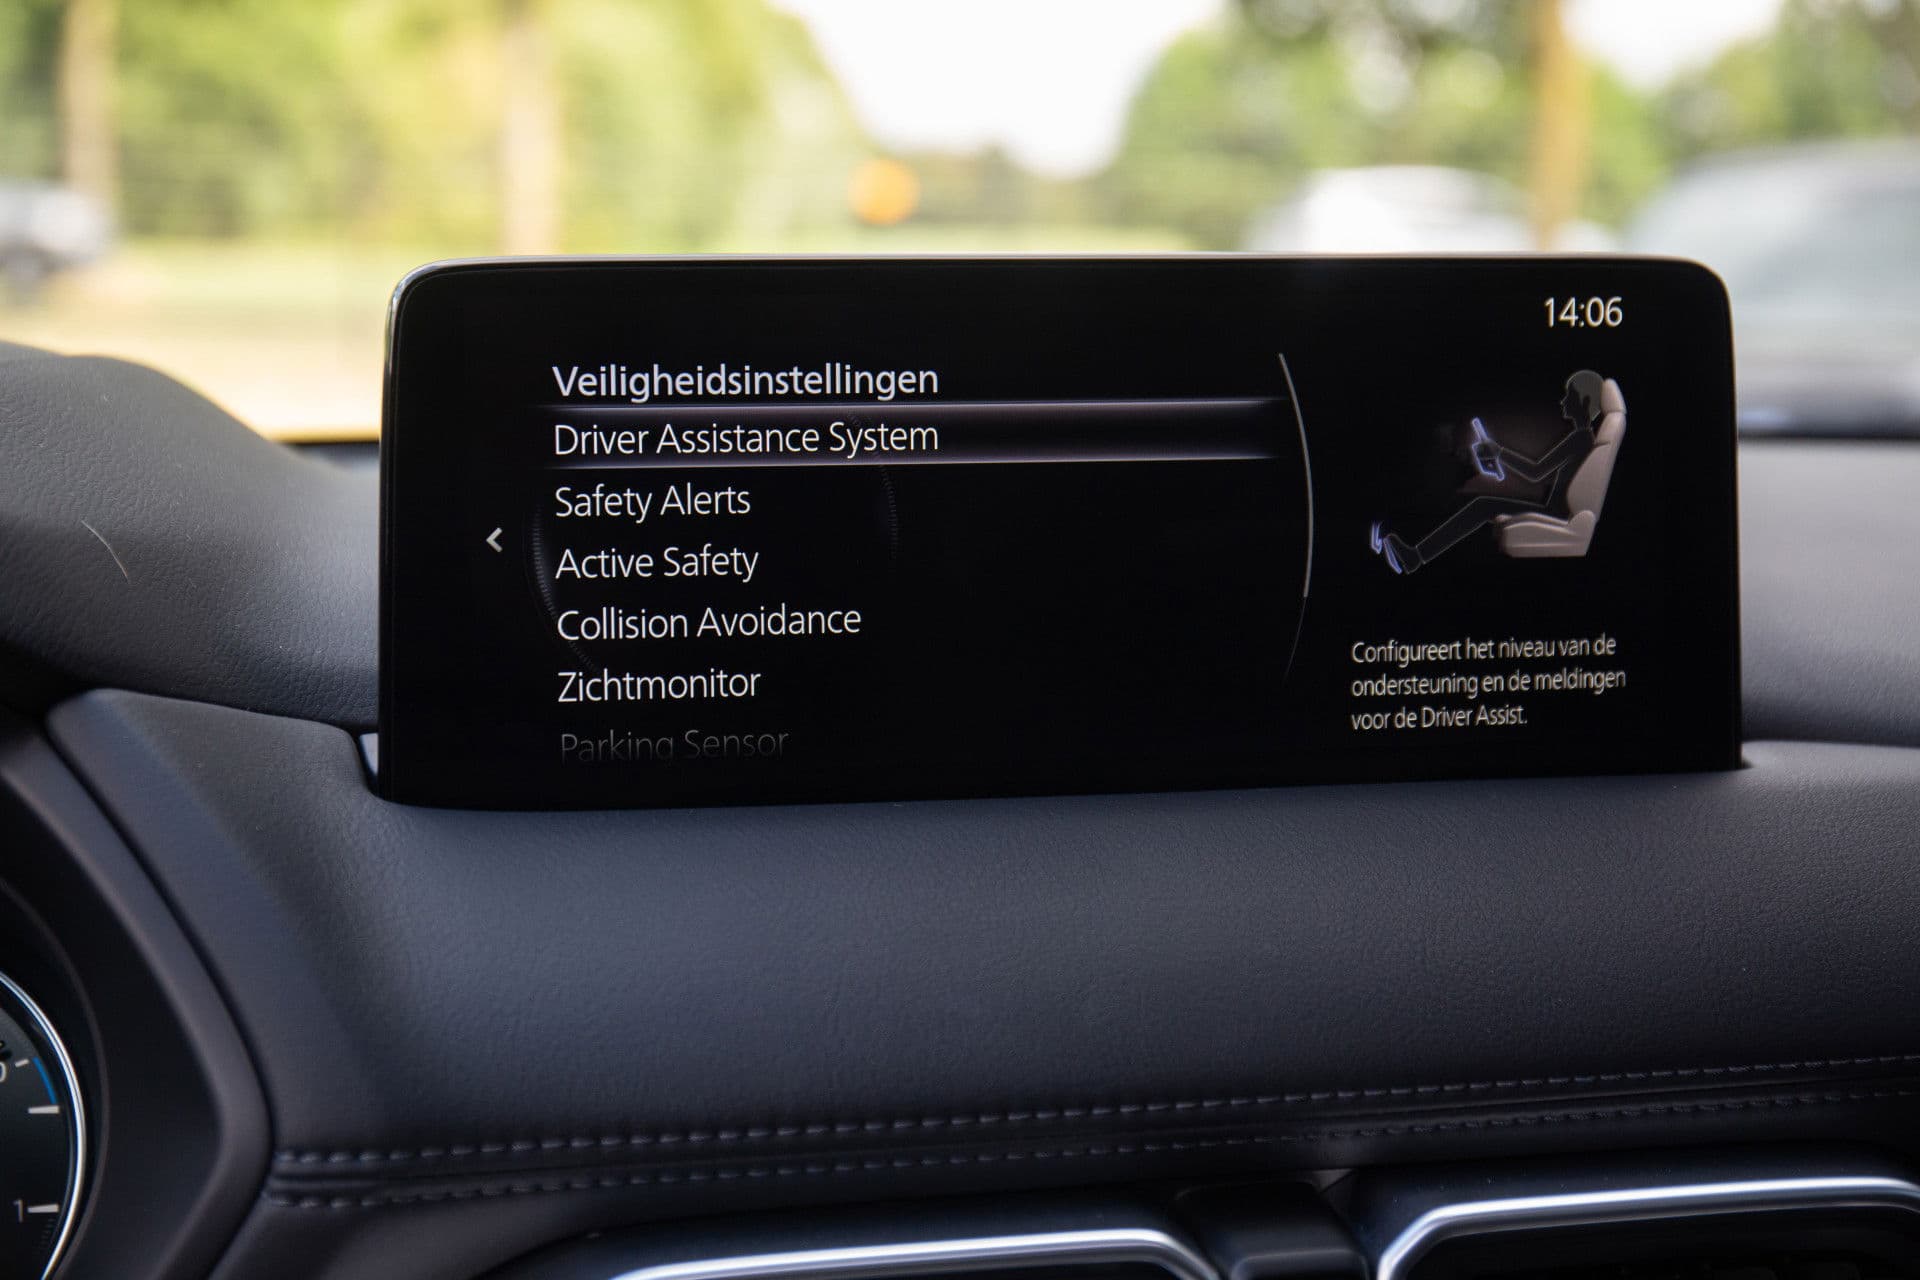 14:06
Veiligheidsinstellingen
Driver Assistance System
Safety Alerts
Active Safety
Collision Avoidance
Zichtmonitor
Parking Sensor
Configureert het niveau van de
ondersteuning en de meldingen
voor de Driver Assist.
1